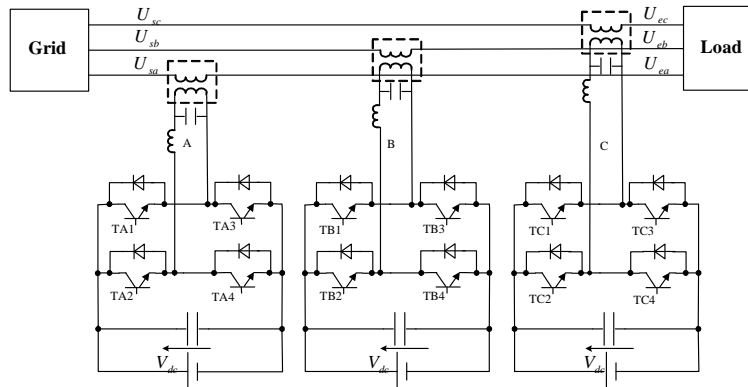 U_sc U_ec
Grid U_sb U_eb Load
U_sa U_ea
A B C
TA1 TA3 TB1 TB3 TC1 TC3
TA2 TA4 TB2 TB4 TC2 TC4
V_dc V_dc V_dc